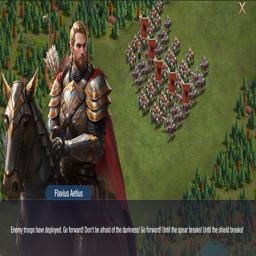 Flavius Aetius
Enemy troops have deployed. Go forward! Don't be afraid of the darkness! Go forward! Until the spear breaks! Until the shield breaks!